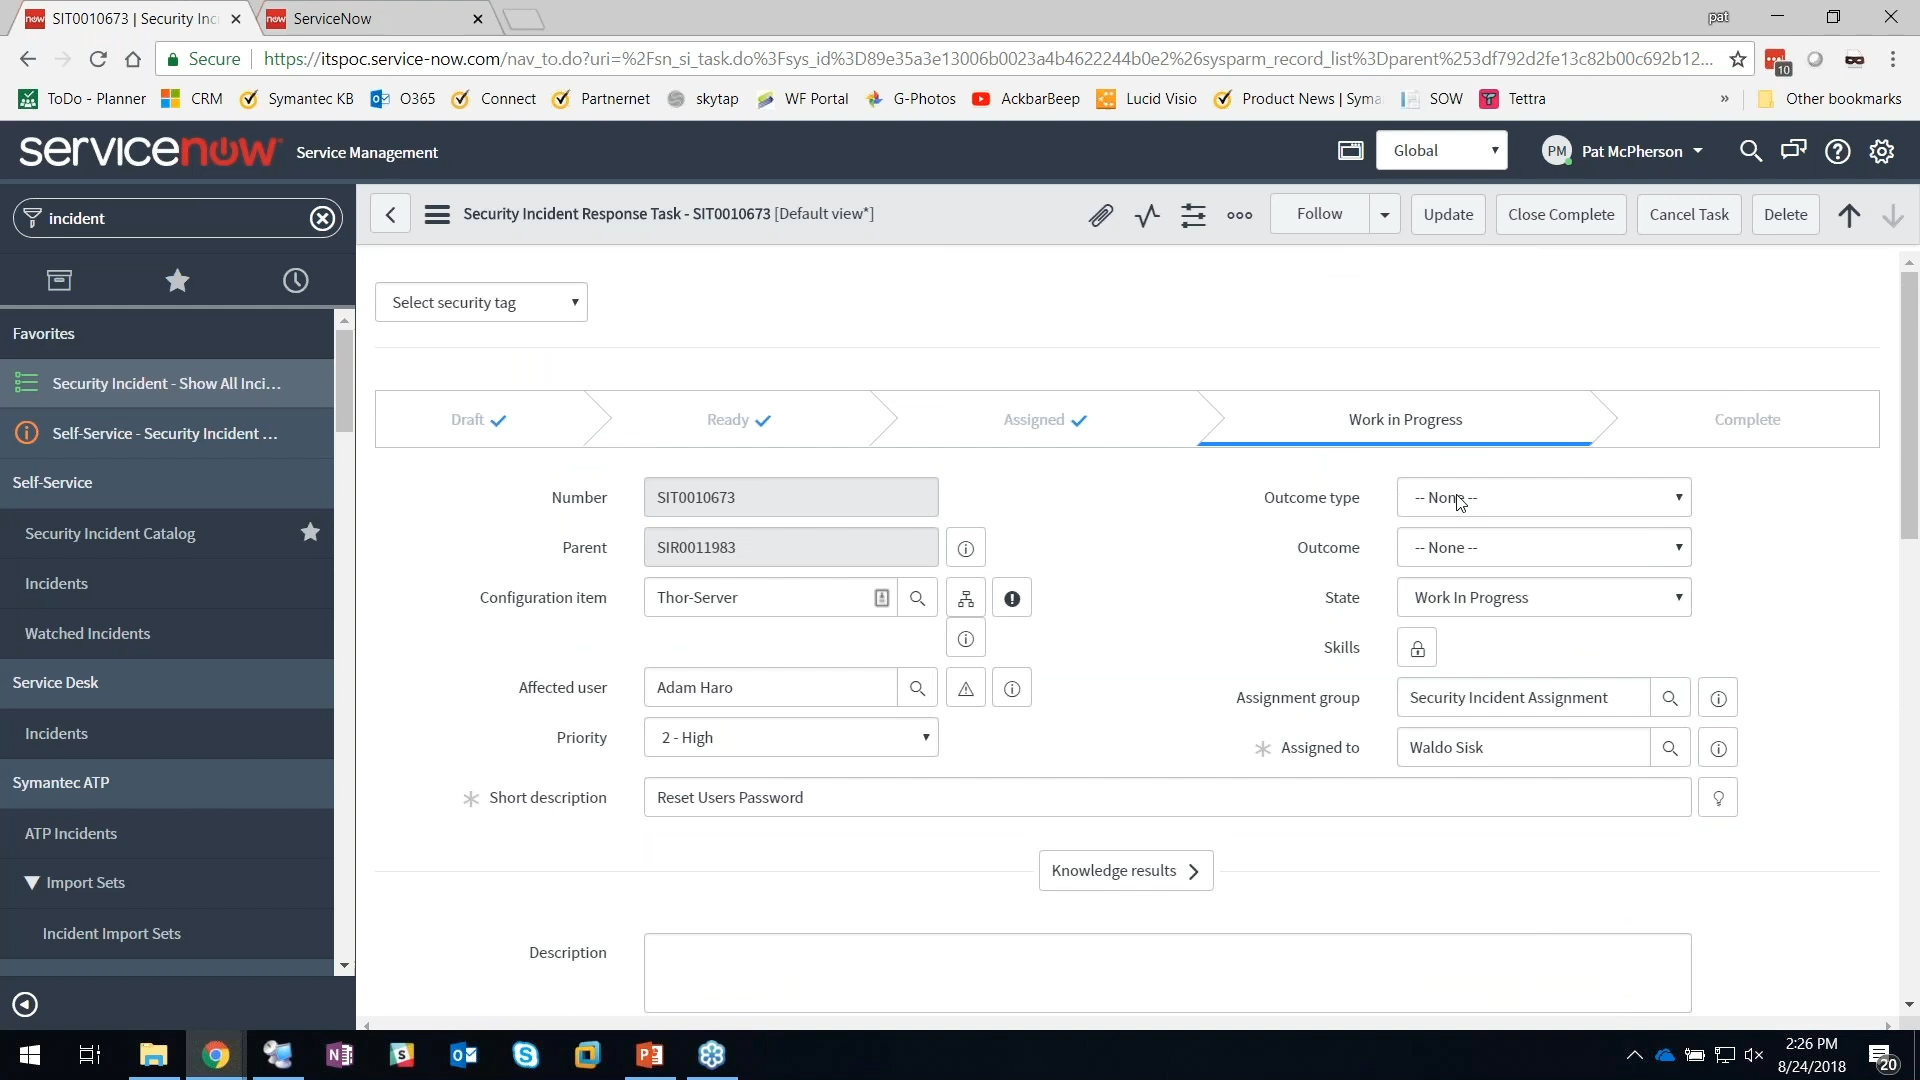 SIT0010673 | Security Inc
ServiceNow
pat
Secure
https://itspoc.service-now.com/nav_to.do?uri=%2Fsn_si_task.do%3Fsys_id%3D89e35a3e13006b0023a4b4622244b0e2%26sysparm_record_list%3Dparent%253df792d2fe13c82b00c692b12...
10
ToDo - Planner
CRM
Symantec KB
O365
Connect
Partnernet
skytap
WF Portal
G-Photos
AckbarBeep
Lucid Visio
Product News | Syma
SOW
Tettra
»
Other bookmarks
servicenow
Service Management
Global
PM
Pat McPherson
incident
Security Incident Response Task - SIT0010673 [Default view*]
Follow
Update
Close Complete
Cancel Task
Delete
Favorites
Security Incident - Show All Inci...
Self-Service - Security Incident ...
Self-Service
Security Incident Catalog
Incidents
Watched Incidents
Service Desk
Incidents
Symantec ATP
ATP Incidents
Import Sets
Incident Import Sets
Select security tag
Draft
Ready
Assigned
Work in Progress
Complete
Number
SIT0010673
Outcome type
-- None --
Parent
SIR0011983
Outcome
-- None --
Configuration item
Thor-Server
State
Work In Progress
Skills
Affected user
Adam Haro
Assignment group
Security Incident Assignment
Priority
2 - High
Assigned to
Waldo Sisk
Short description
Reset Users Password
Knowledge results
Description
2:26 PM
8/24/2018
20